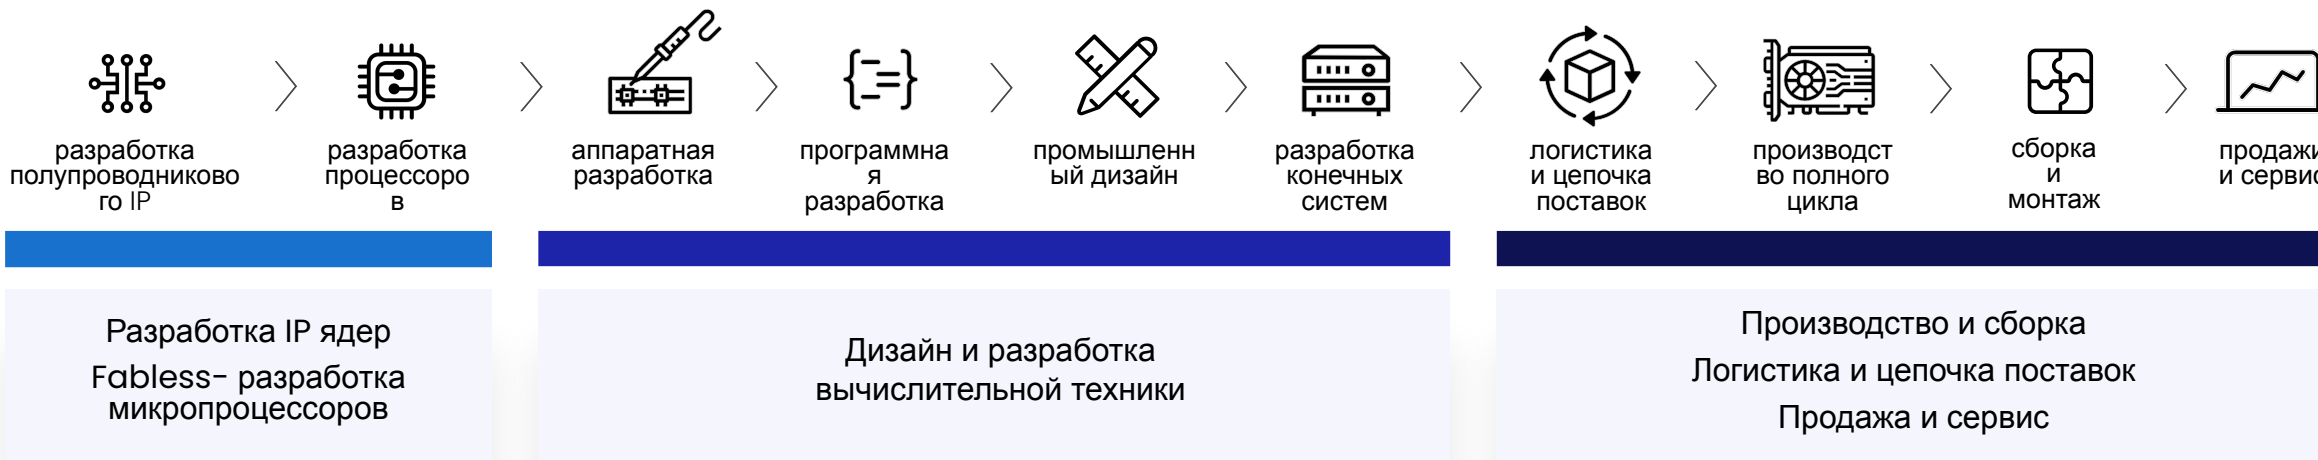 разработка
полупроводниково
го IP
разработка
процессоро
в
аппаратная
разработка
программна
я
разработка
промышленн
ый дизайн
разработка
конечных
систем
логистика
и цепочка
поставок
производст
во полного
цикла
сборка
и
монтаж
продажи
и сервис
Разработка IP ядер
Fabless- разработка
микропроцессоров
Дизайн и разработка
вычислительной техники
Производство и сборка
Логистика и цепочка поставок
Продажа и сервис